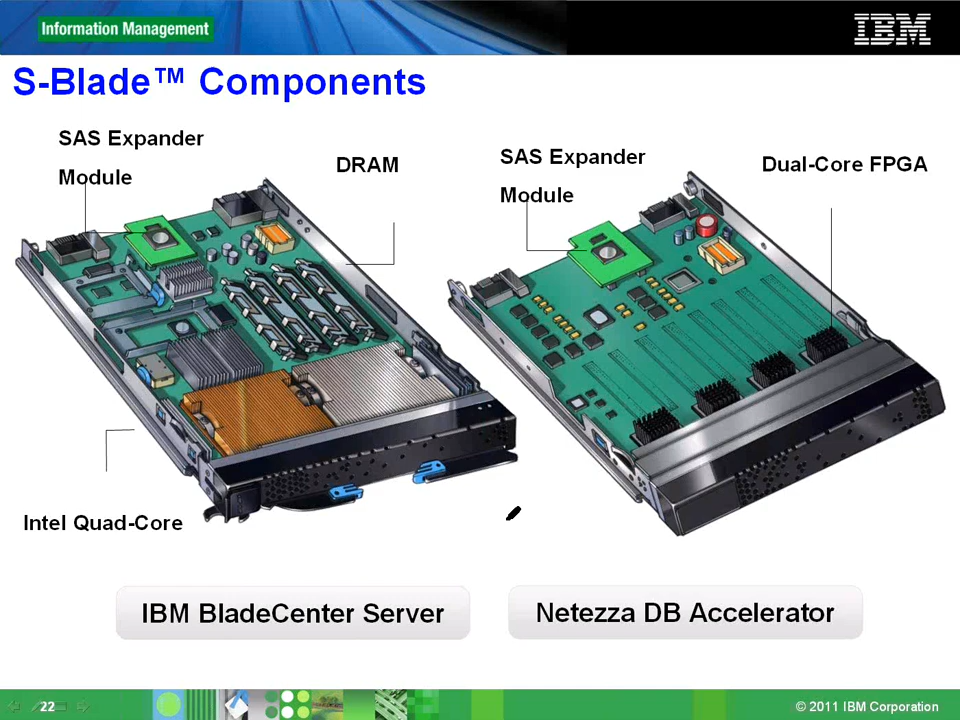 Information Management
IBM
S-Blade™ Components
SAS Expander
Module
DRAM
SAS Expander
Module
Dual-Core FPGA
Intel Quad-Core
IBM BladeCenter Server
Netezza DB Accelerator
22
© 2011 IBM Corporation